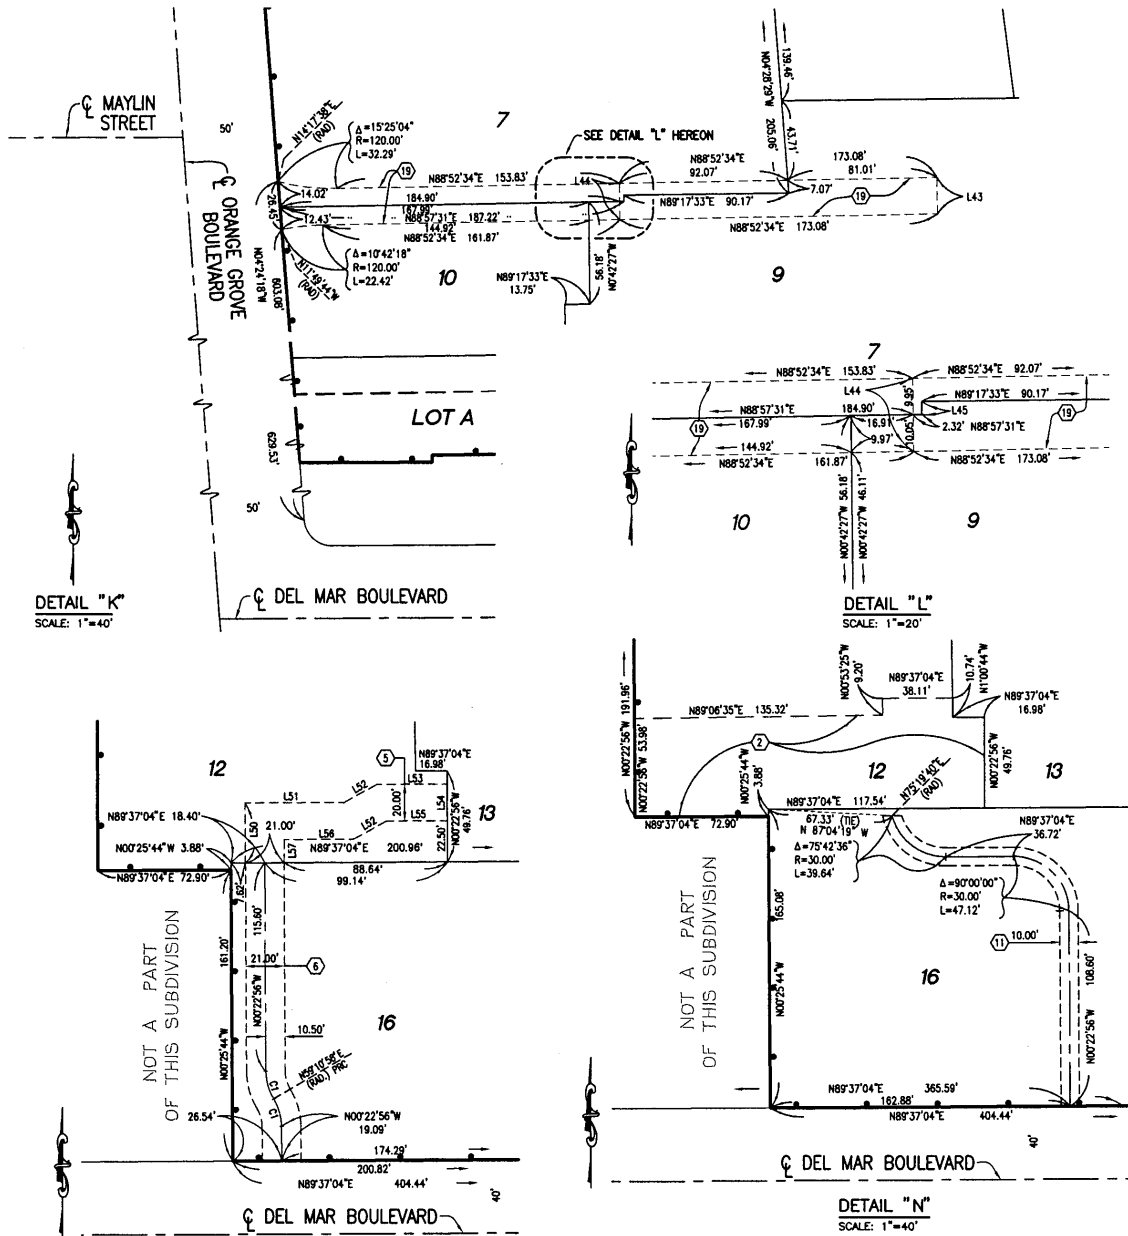 ℄ MAYLIN
STREET
50'
℄ ORANGE GROVE
BOULEVARD
N14°17'38"E
(RAD)
Δ=15°25'04"
R=120.00'
L=32.29'
7
SEE DETAIL "L" HEREON
19
N88°52'34"E 153.83'
L44
N88°52'34"E
92.07'
N04°28'29"W 205.06'
139.46'
43.71'
173.08'
81.01'
7.07'
19
L43
14.02'
26.45'
184.90'
167.99'
N88°57'31"E 187.22'
N89°17'33"E 90.17'
12.43'
144.92'
N88°52'34"E 161.87'
N88°52'34"E 173.08'
Δ=10°42'18"
R=120.00'
L=22.42'
N11°49'44"W
(RAD)
N04°24'18"W 603.08'
10
N89°17'33"E
13.75'
56.18'
N0°42'27"W
9
LOT A
629.53'
50'
℄ DEL MAR BOULEVARD
DETAIL "K"
SCALE: 1"=40'
7
N88°52'34"E 153.83'
N88°52'34"E 92.07'
L44
9.95'
N89°17'33"E 90.17'
L45
N88°57'31"E
184.90'
19
167.99'
16.91'
2.32' N88°57'31"E
19
144.92'
9.97'
10.05'
N88°52'34"E
161.87'
N88°52'34"E 173.08'
10
N00°42'27"W 56.18'
N00°42'27"W 46.11'
9
DETAIL "L"
SCALE: 1"=20'
12
5
N89°37'04"E
16.98'
L53
L52
L51
20.00'
L54
13
N89°37'04"E 18.40'
L50
21.00'
L52
L55
N00°22'56"W
49.76'
L56
N00°25'44"W 3.88'
L57
N89°37'04"E 200.96'
22.50'
88.64'
N89°37'04"E 72.90'
7.62'
99.14'
NOT A PART
OF THIS SUBDIVISION
161.20'
115.60'
21.00'
6
N00°25'44"W
N00°22'56"W
16
10.50'
N59°10'58"E
(RAD.) PRC
C1
C1
26.54'
N00°22'56"W
19.09'
174.29'
200.82'
N89°37'04"E 404.44'
40'
℄ DEL MAR BOULEVARD
N00°22'56"W 191.96'
N00°22'56"W 53.98'
N00°53'25"W
9.20'
N89°37'04"E
38.11'
10.74'
N1°00'44"W
N89°37'04"E
16.98'
N89°06'35"E 135.32'
2
N00°25'44"W
3.88'
12
N75°19'40"E
(RAD)
N00°22'56"W
49.76'
13
N89°37'04"E 117.54'
N89°37'04"E 72.90'
67.33' (TIE)
N 87°04'19" W
N89°37'04"E
36.72'
Δ=75°42'36"
R=30.00'
L=39.64'
Δ=90°00'00"
R=30.00'
L=47.12'
165.08'
NOT A PART
OF THIS SUBDIVISION
11
10.00'
108.60'
16
N00°25'44"W
N00°22'56"W
N89°37'04"E 365.59'
162.88'
N89°37'04"E 404.44'
40'
℄ DEL MAR BOULEVARD
DETAIL "N"
SCALE: 1"=40'